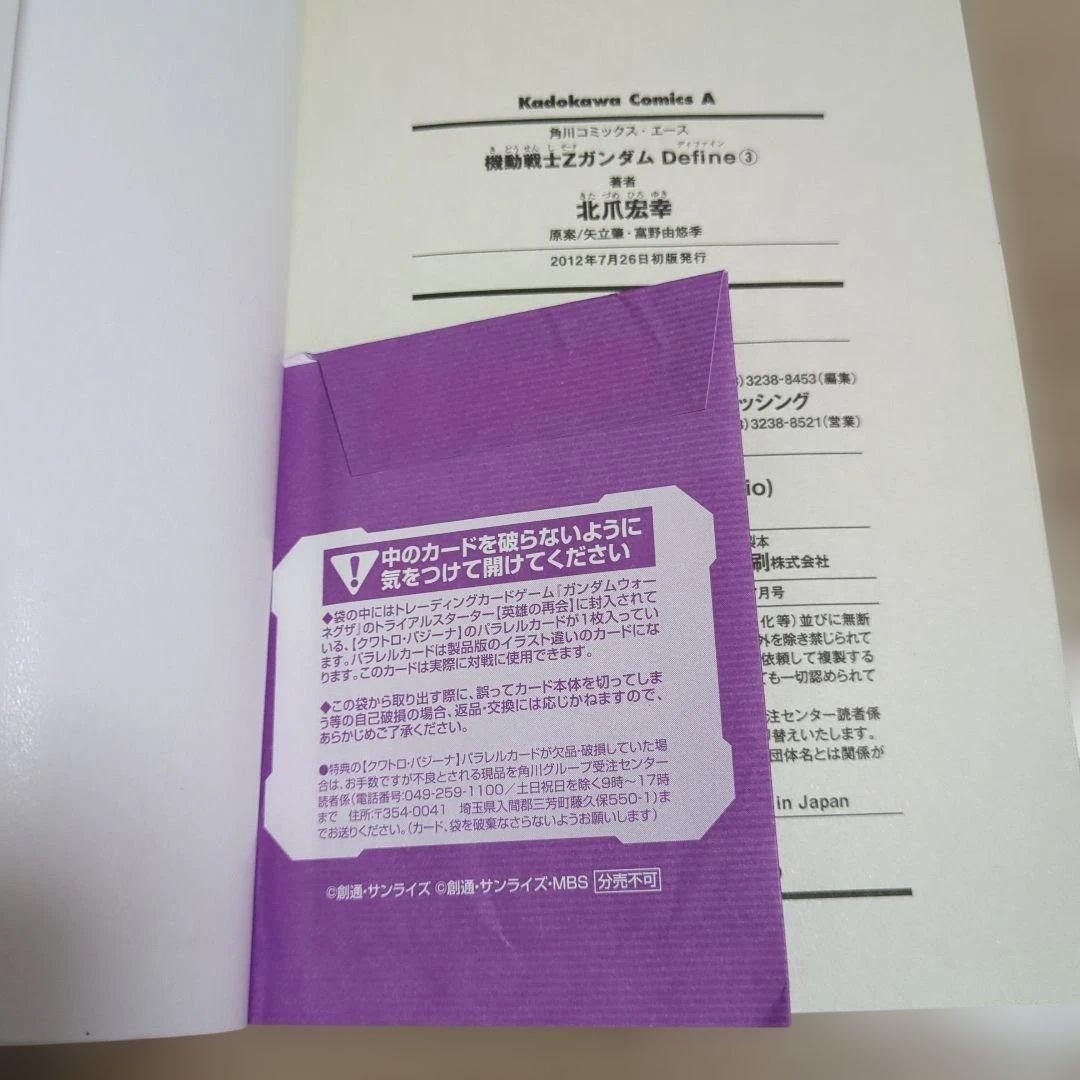 Kadokawa Comics A
角川コミックス・エース
き どう せん し ゼータ ディファイン
機動戦士Ζガンダム Define③
著者
きた づめ ひろ ゆき
北爪宏幸
原案/矢立肇・富野由悠季
2012年7月26日初版発行
)3238-8453(編集)
ッシング
)3238-8521(営業)
io)
製本
刷株式会社
月号
化等)並びに無断
外を除き禁じられて
依頼して複製する
ても一切認められて
注センター読者係
り替えいたします。
団体名とは関係が
in Japan
中のカードを破らないように
気をつけて開けてください
◆袋の中にはトレーディングカードゲーム『ガンダムウォー
ネグザ』のトライアルスターター【英雄の再会】に封入されて
いる、【クワトロ・バジーナ】のパラレルカードが1枚入ってい
ます。パラレルカードは製品版のイラスト違いのカードにな
ります。このカードは実際に対戦に使用できます。
◆この袋から取り出す際に、誤ってカード本体を切ってしま
う等の自己破損の場合、返品・交換には応じかねますので、
あらかじめご了承ください。
●特典の【クワトロ・バジーナ】パラレルカードが欠品・破損していた場
合は、お手数ですが不良とされる現品を角川グループ受注センター
読者係(電話番号:049-259-1100/土日祝日を除く9時〜17時
まで 住所:〒354-0041 埼玉県入間郡三芳町藤久保550-1)ま
でお送りください。(カード、袋を破棄なさらないようお願いします)
©創通・サンライズ ©創通・サンライズ・MBS 分売不可